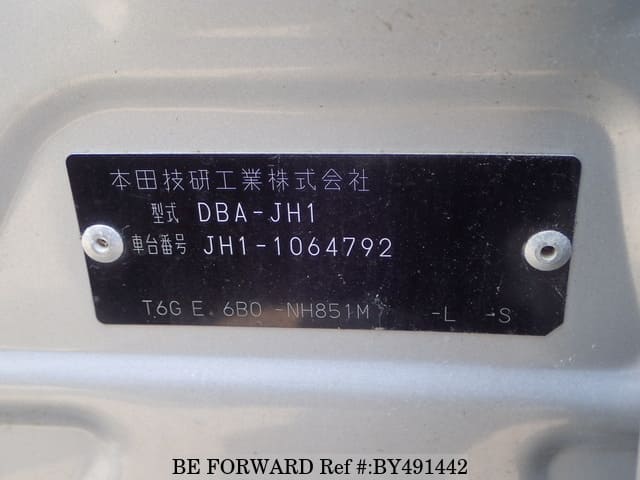 本田技研工業株式会社
型式 DBA-JH1
車台番号 JH1-1064792
T6G E 6B0 -NH851M -L -S
BE FORWARD Ref #:BY491442